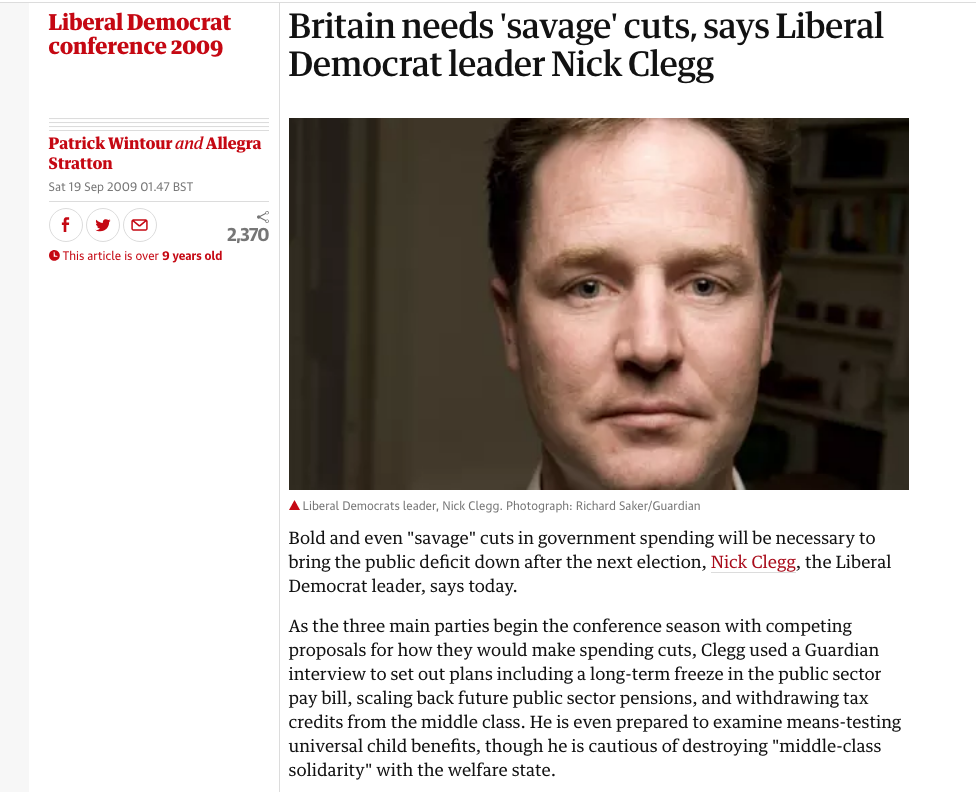 Liberal Democrat
conference 2009
Britain needs 'savage' cuts, says Liberal
Democrat leader Nick Clegg
Patrick Wintour and Allegra
Stratton
Sat 19 Sep 2009 01.47 BST
2,370
This article is over 9 years old
Liberal Democrats leader, Nick Clegg. Photograph: Richard Saker/Guardian
Bold and even "savage" cuts in government spending will be necessary to
bring the public deficit down after the next election, Nick Clegg, the Liberal
Democrat leader, says today.
As the three main parties begin the conference season with competing
proposals for how they would make spending cuts, Clegg used a Guardian
interview to set out plans including a long-term freeze in the public sector
pay bill, scaling back future public sector pensions, and withdrawing tax
credits from the middle class. He is even prepared to examine means-testing
universal child benefits, though he is cautious of destroying "middle-class
solidarity" with the welfare state.